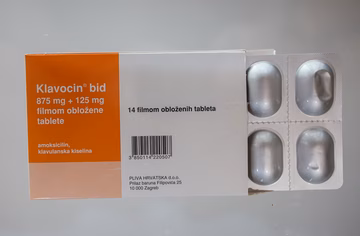 Klavocin® bid
875 mg + 125 mg
filmom obložene
tablete
amoksicilin,
klavulanska kiselina
14 filmom obloženih tableta
3850114220507
PLIVA HRVATSKA d.o.o.
Prilaz baruna Filipovića 25
10 000 Zagreb